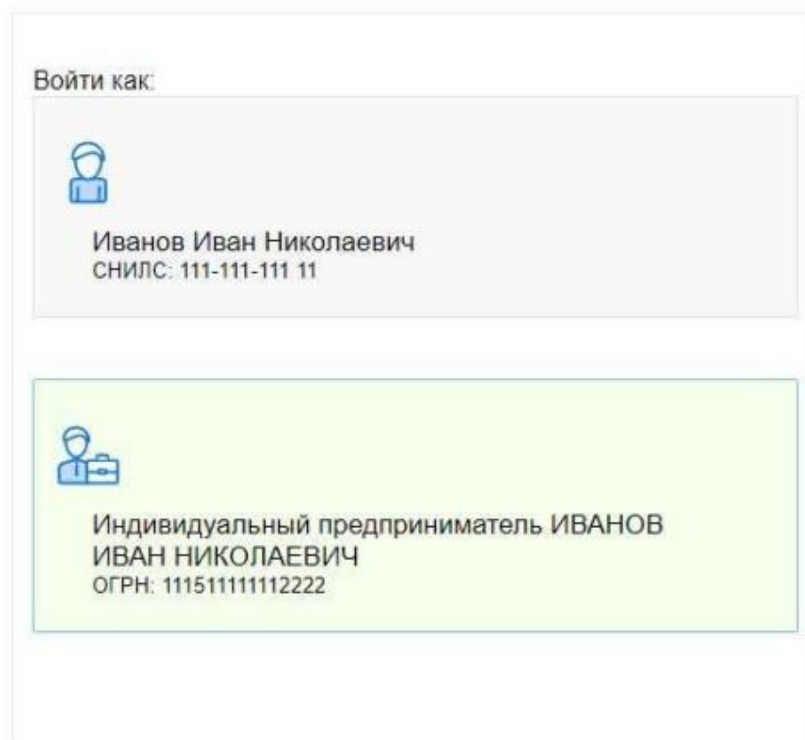 Войти как:
Иванов Иван Николаевич
СНИЛС: 111-111-111 11
Индивидуальный предприниматель ИВАНОВ
ИВАН НИКОЛАЕВИЧ
ОГРН: 111511111112222